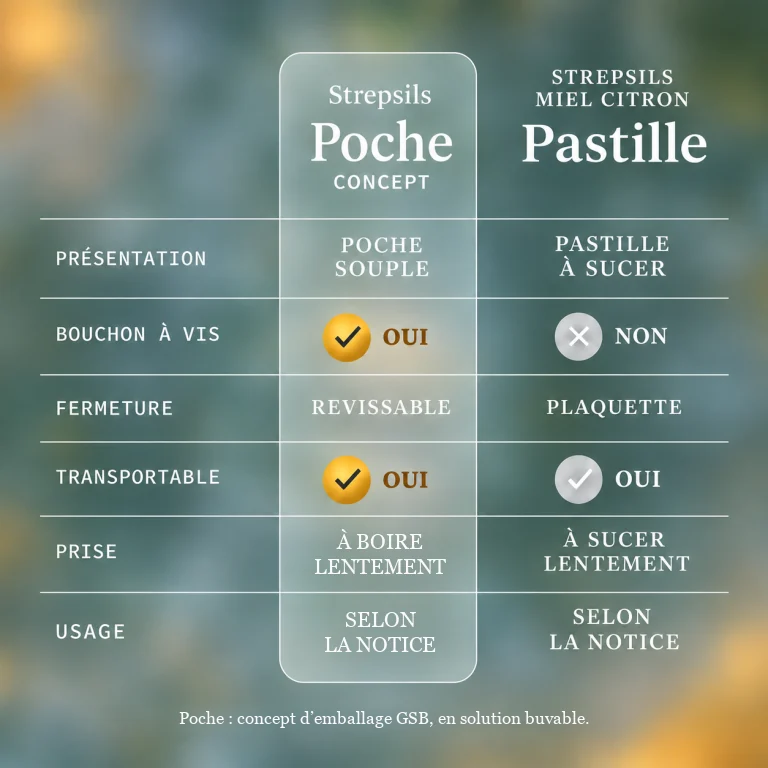 Strepsils
Poche
CONCEPT
STREPSILS
MIEL CITRON
Pastille
PRÉSENTATION
POCHE
SOUPLE
PASTILLE
À SUCER
BOUCHON À VIS
OUI
NON
FERMETURE
REVISSABLE
PLAQUETTE
TRANSPORTABLE
OUI
OUI
PRISE
À BOIRE
LENTEMENT
À SUCER
LENTEMENT
USAGE
SELON
LA NOTICE
SELON
LA NOTICE
Poche : concept d’emballage GSB, en solution buvable.